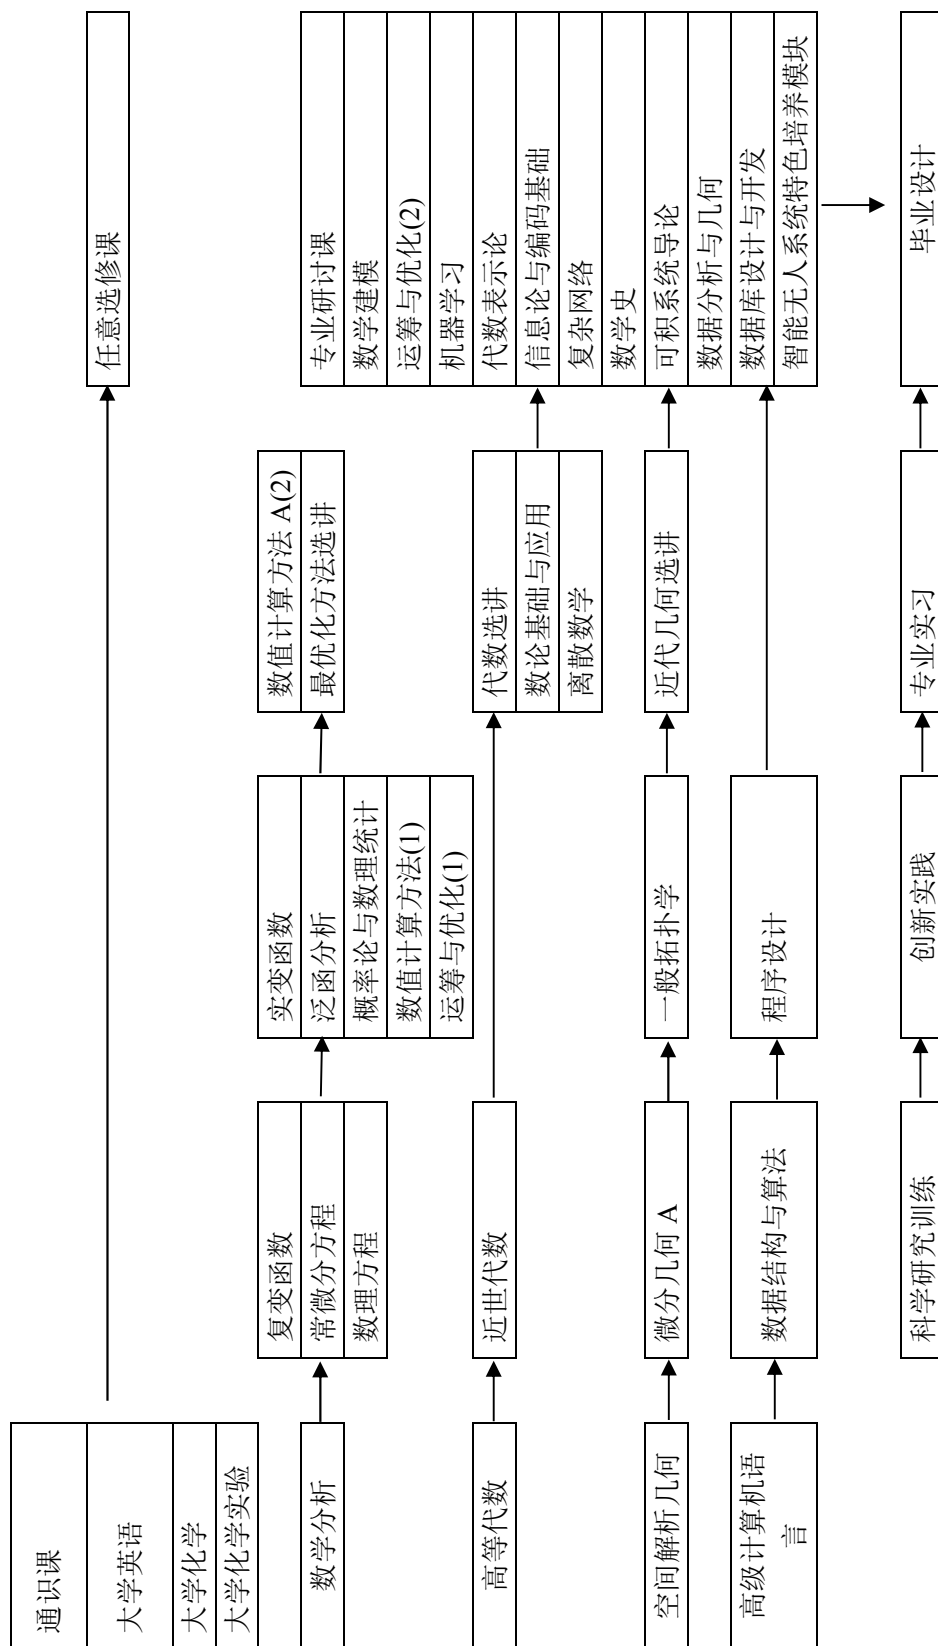 通识课
大学英语
大学化学
大学化学实验
任意选修课
数学分析
复变函数
常微分方程
数理方程
实变函数
泛函分析
概率论与数理统计
数值计算方法(1)
运筹与优化(1)
数值计算方法 A(2)
最优化方法选讲
高等代数
近世代数
代数选讲
数论基础与应用
离散数学
空间解析几何
微分几何 A
一般拓扑学
近代几何选讲
高级计算机语
言
数据结构与算法
程序设计
专业研讨课
数学建模
运筹与优化(2)
机器学习
代数表示论
信息论与编码基础
复杂网络
数学史
可积系统导论
数据分析与几何
数据库设计与开发
智能无人系统特色培养模块
科学研究训练
创新实践
专业实习
毕业设计